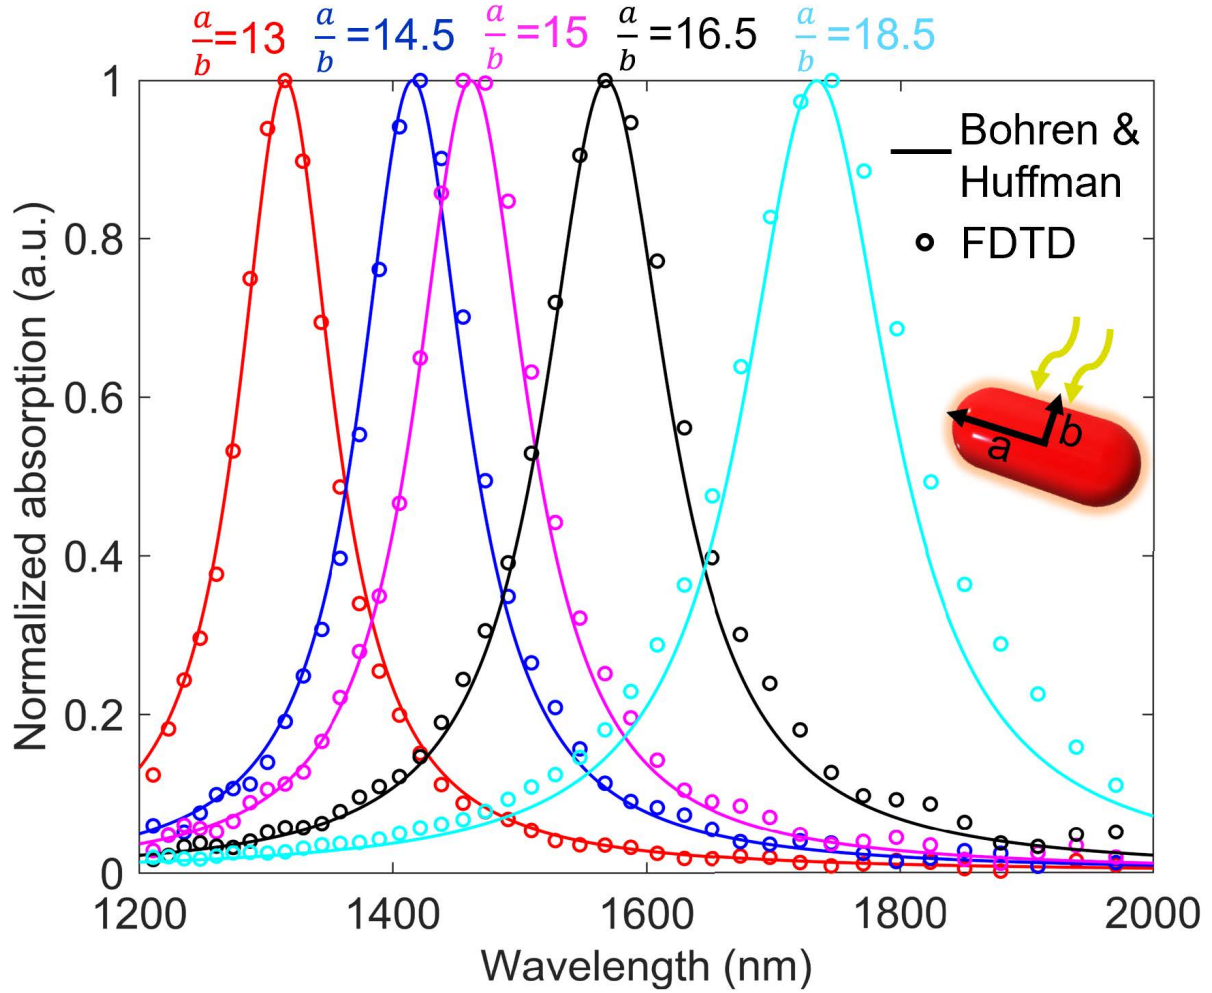 a/b=13 a/b=14.5 a/b=15 a/b=16.5 a/b=18.5
1
0.8
0.6
0.4
0.2
0
Normalized absorption (a.u.)
Bohren &
Huffman
FDTD
a
b
1200 1400 1600 1800 2000
Wavelength (nm)